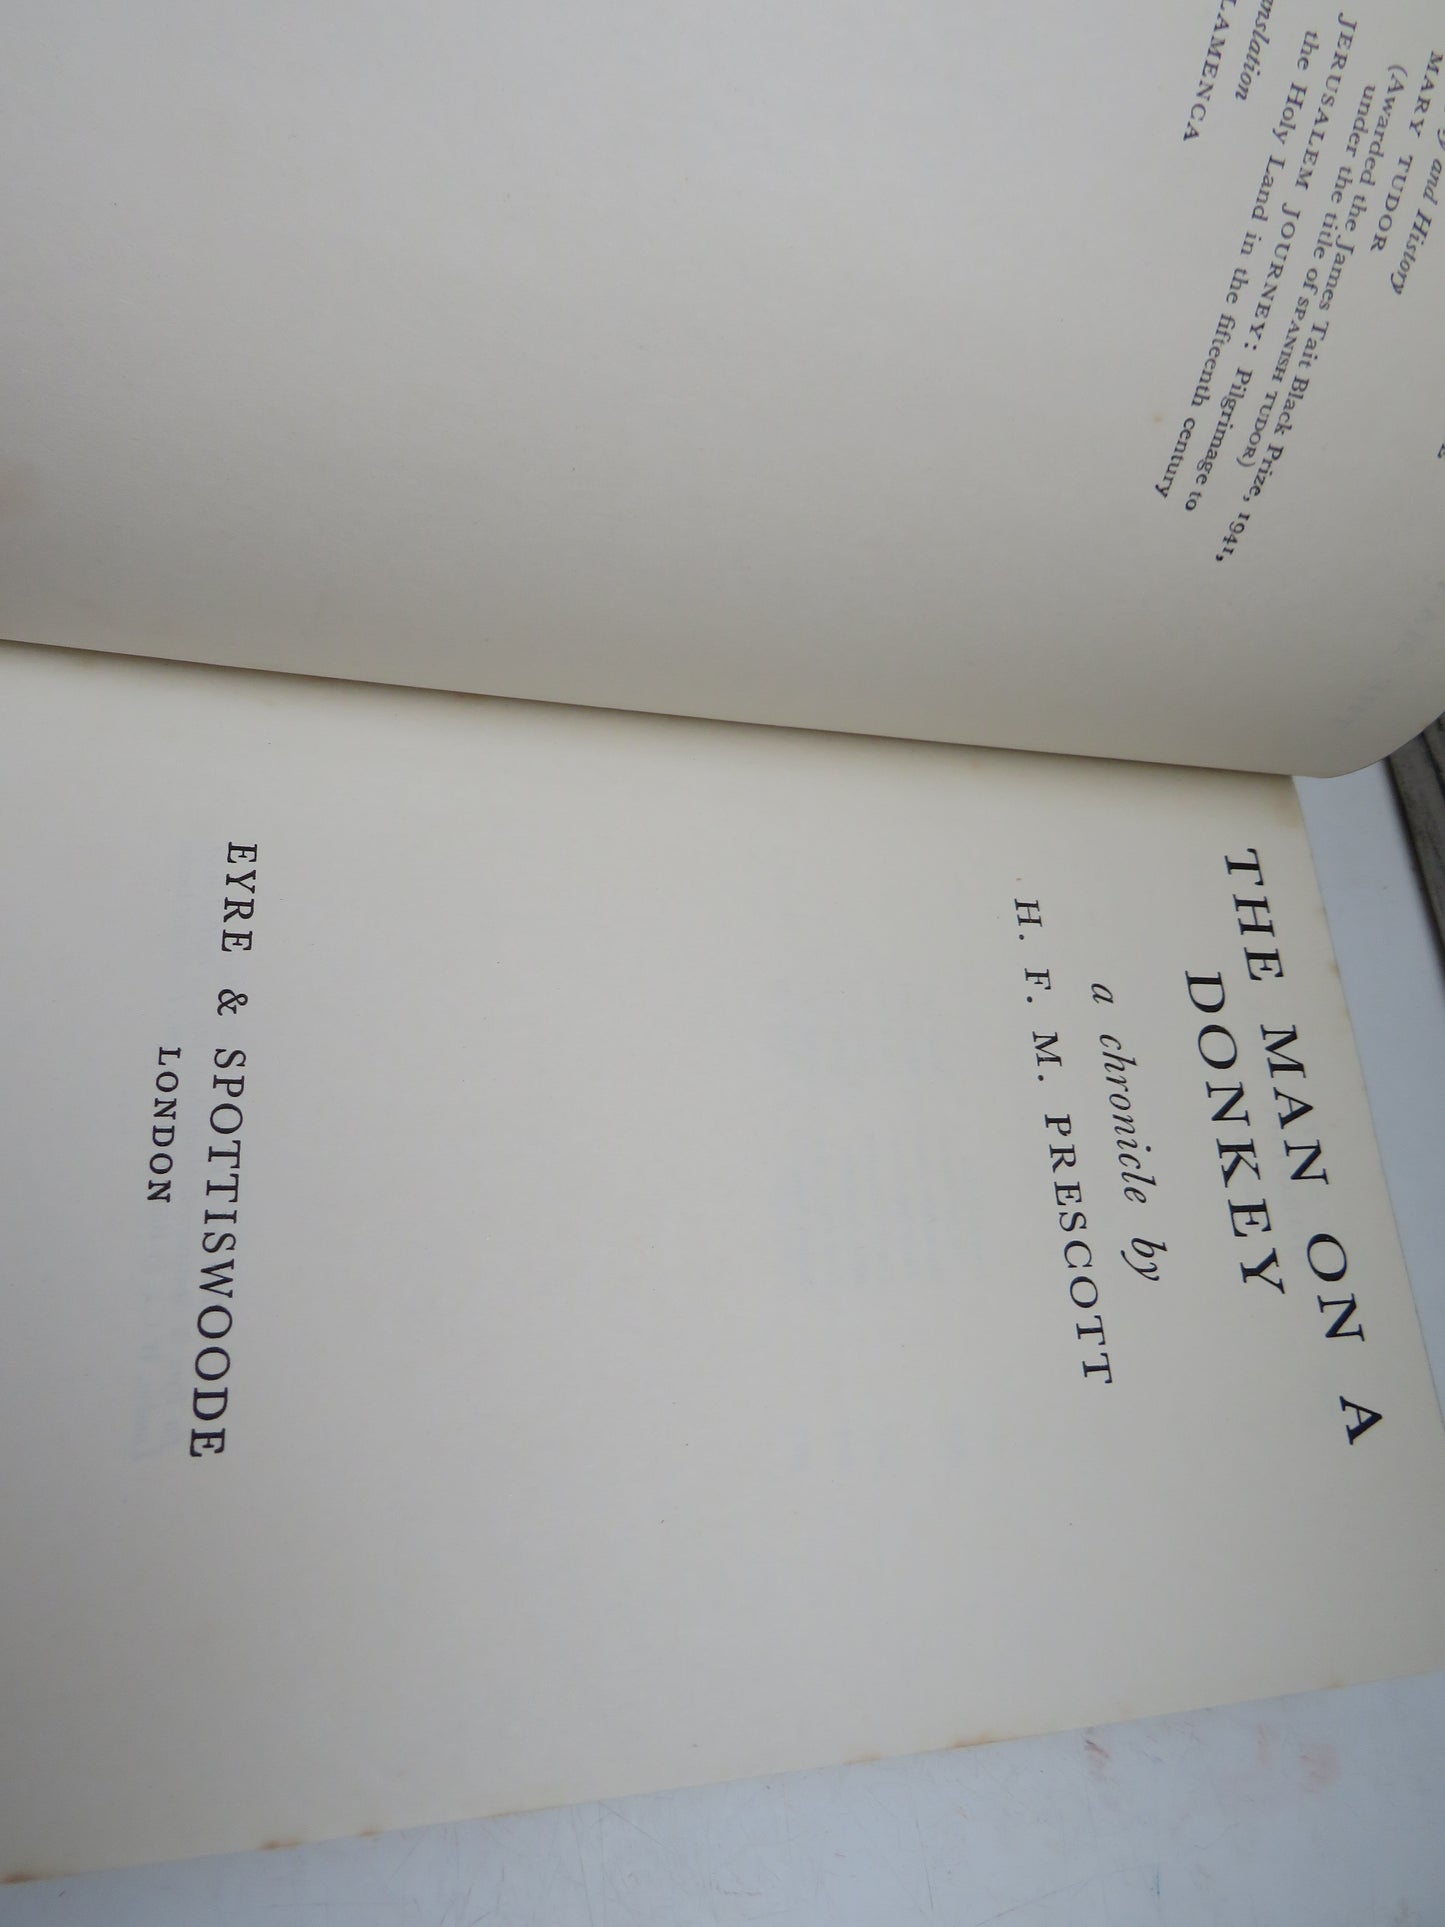 and History
MARY TUDOR
(Awarded the James Tait Black Prize, 1941,
under the title of SPANISH TUDOR)
JERUSALEM JOURNEY: Pilgrimage to
the Holy Land in the fifteenth century
THE MAN ON A
DONKEY
a chronicle by
H. F. M. PRESCOTT
EYRE & SPOTTISWOODE
LONDON